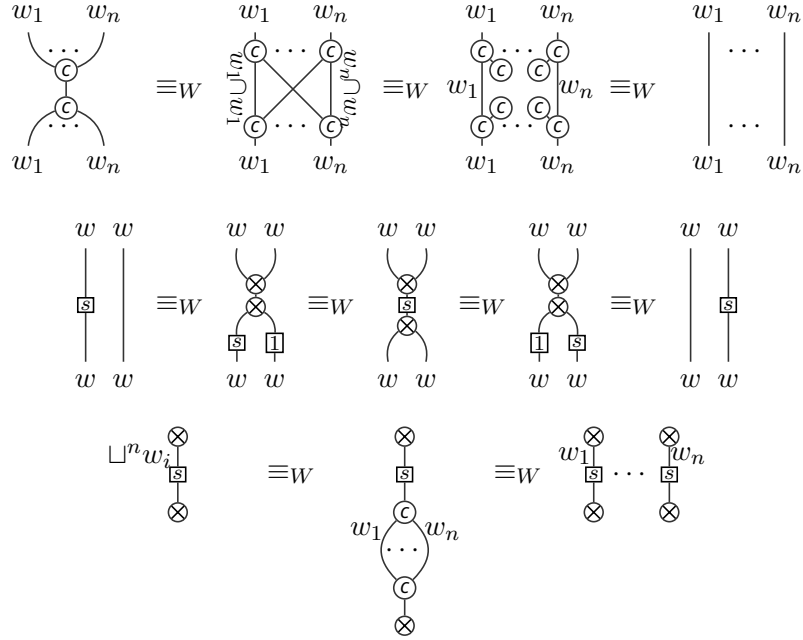 w₁ wₙ w₁ wₙ w₁ wₙ w₁ wₙ
··· c c ··· c c ··· c ···
c w₁ ⊓ w₁ wₙ ⊓ wₙ c c
≡W ≡W w₁ wₙ ≡W
c c c
··· c ··· c c ··· c ···
w₁ wₙ w₁ wₙ w₁ wₙ w₁ wₙ
w w w w w w w w w w
s ≡W ≡W s ≡W ≡W s
s 1 1 s
w w w w w w w w w w
⊔ⁿwᵢ w₁ wₙ
s ≡W s ≡W s ··· s
c
w₁ ··· wₙ
c